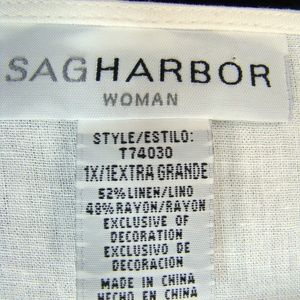 SAGHARBOR
WOMAN
STYLE/ESTILO:
T74030
1X/1EXTRA GRANDE
52% LINEN/LINO
48% RAYON/RAYON
EXCLUSIVE OF
DECORATION
EXCLUSIVO DE
DECORACIÓN
MADE IN CHINA
HECHO EN CHINA